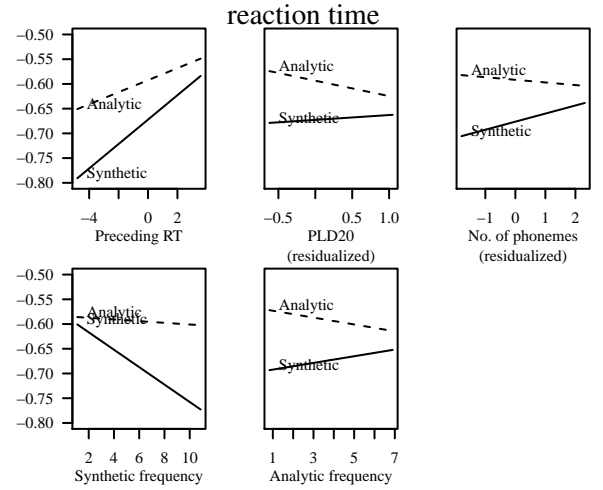 reaction time
−0.50
−0.55
−0.60
−0.65
−0.70
−0.75
−0.80
Analytic
Synthetic
−4 0 2
Preceding RT
Analytic
Synthetic
−0.5 0.5 1.0
PLD20
(residualized)
Analytic
Synthetic
−1 0 1 2
No. of phonemes
(residualized)
−0.50
−0.55
−0.60
−0.65
−0.70
−0.75
−0.80
Analytic
Synthetic
2 4 6 8 10
Synthetic frequency
Analytic
Synthetic
1 3 5 7
Analytic frequency